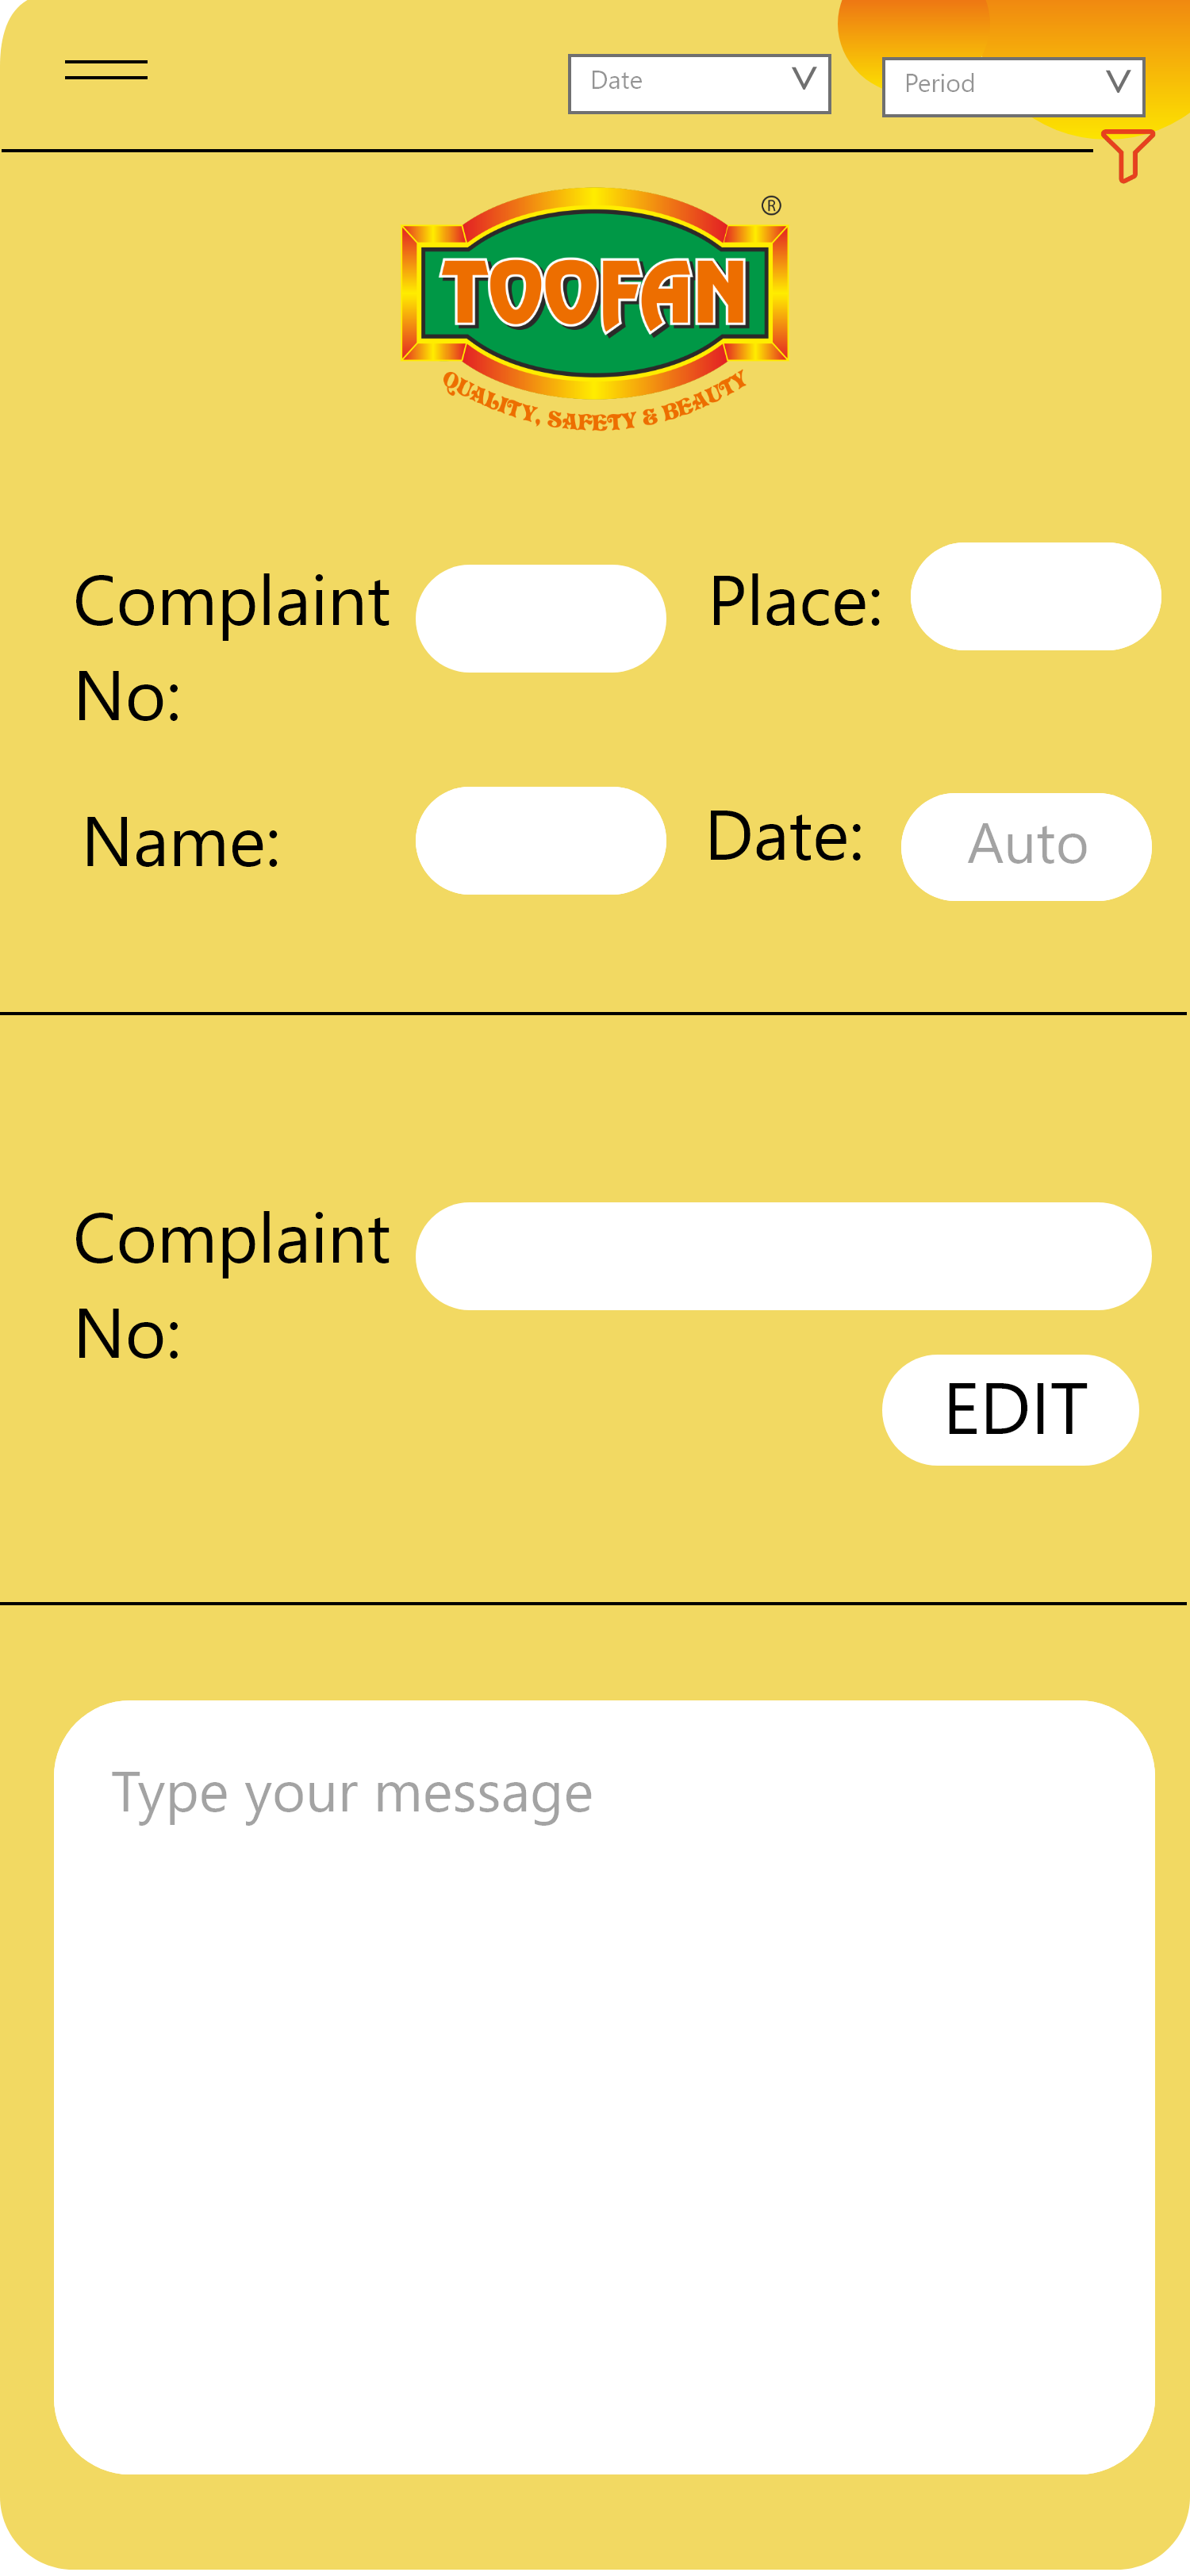 Date V
Period V
®
TOOFAN
QUALITY, SAFETY & BEAUTY
Complaint
No:
Place:
Name:
Date:
Auto
Complaint
No:
EDIT
Type your message